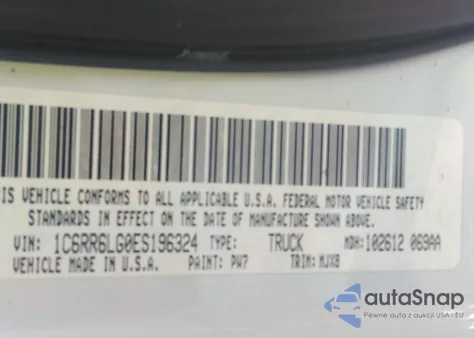 IS VEHICLE CONFORMS TO ALL APPLICABLE U.S.A. FEDERAL MOTOR VEHICLE SAFETY
STANDARDS IN EFFECT ON THE DATE OF MANUFACTURE SHOWN ABOVE.
VIN: 1C6RR6LG0ES196324 TYPE: TRUCK MDH: 102612 069AA
VEHICLE MADE IN U.S.A. PAINT: PW7 TRIM: MJX8
autoSnap
Pewne auta z aukcji USA i EU